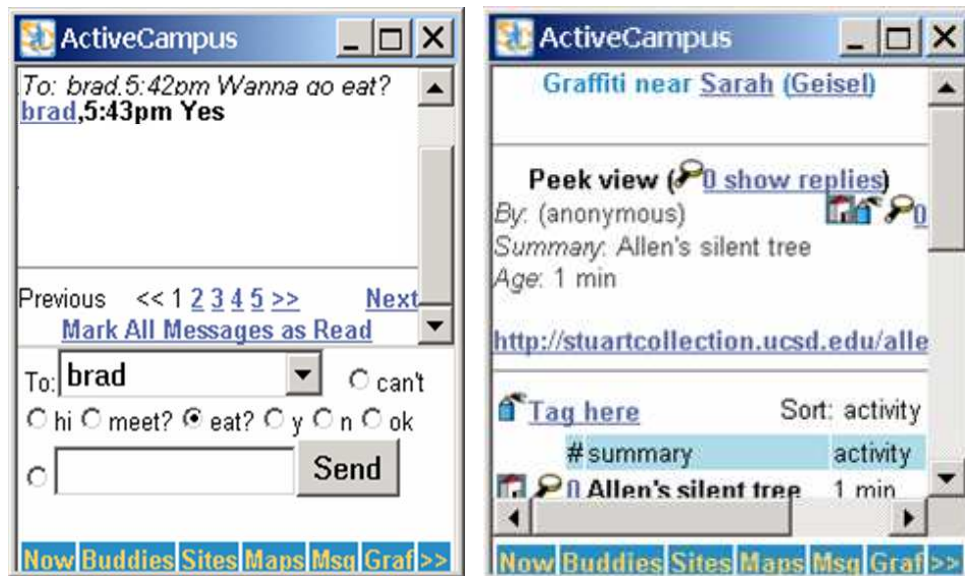 ActiveCampus
To: brad,5:42pm Wanna go eat?
brad,5:43pm Yes
Previous << 1 2 3 4 5 >> Next
Mark All Messages as Read
To: brad can't
hi meet? eat? y n ok
Send
Now Buddies Sites Maps Msg Graf >>
ActiveCampus
Graffiti near Sarah (Geisel)
Peek view (0 show replies)
By: (anonymous) 0
Summary: Allen's silent tree
Age: 1 min
http://stuartcollection.ucsd.edu/alle
Tag here Sort: activity
# summary activity
0 Allen's silent tree 1 min
Now Buddies Sites Maps Msg Graf >>